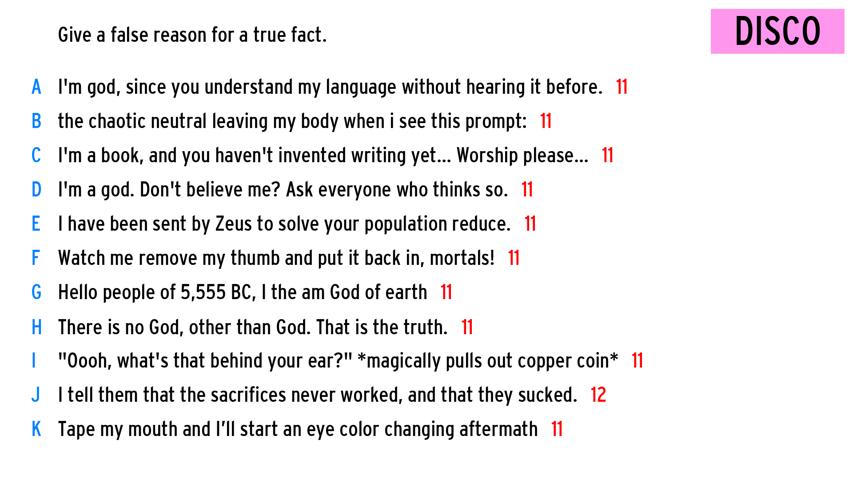 Give a false reason for a true fact.
DISCO
A I'm god, since you understand my language without hearing it before. 11
B the chaotic neutral leaving my body when i see this prompt: 11
C I'm a book, and you haven't invented writing yet... Worship please... 11
D I'm a god. Don't believe me? Ask everyone who thinks so. 11
E I have been sent by Zeus to solve your population reduce. 11
F Watch me remove my thumb and put it back in, mortals! 11
G Hello people of 5,555 BC, I the am God of earth 11
H There is no God, other than God. That is the truth. 11
I "Oooh, what's that behind your ear?" *magically pulls out copper coin* 11
J I tell them that the sacrifices never worked, and that they sucked. 12
K Tape my mouth and I’ll start an eye color changing aftermath 11